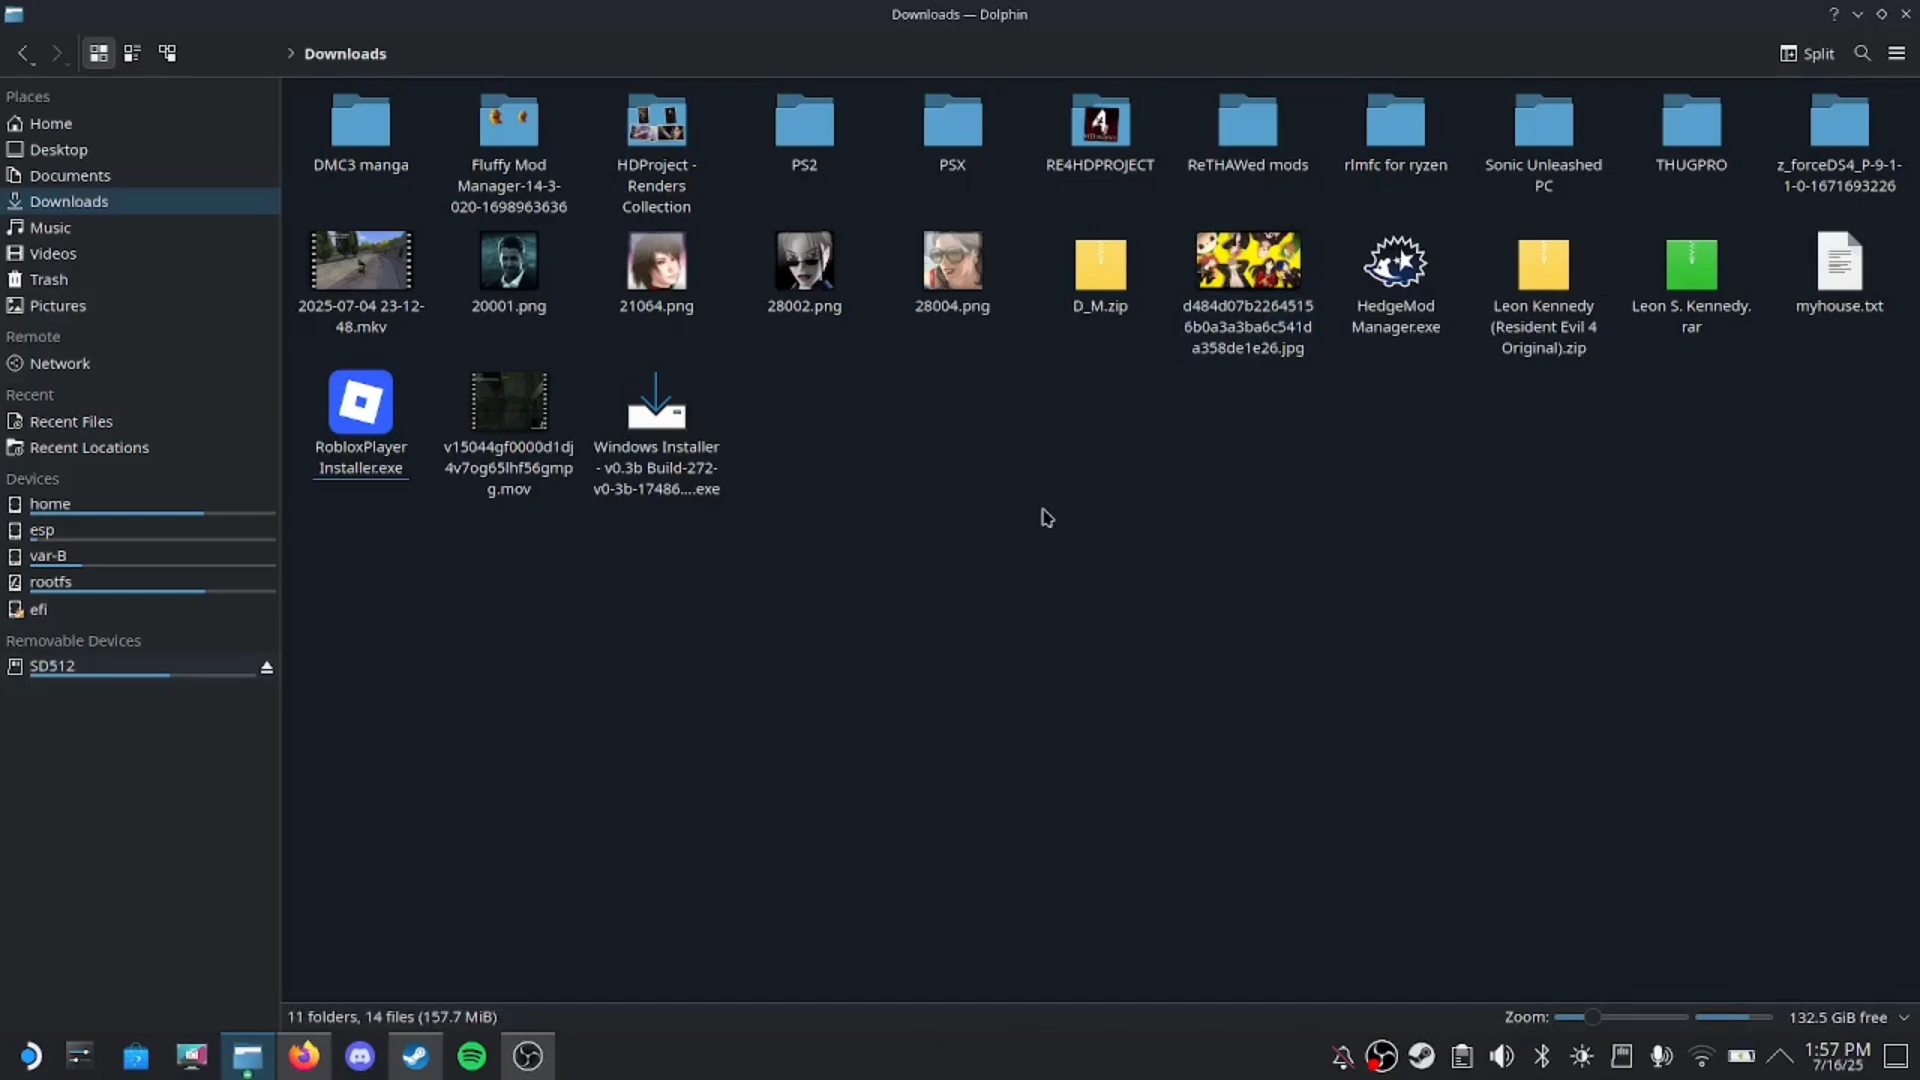 Downloads — Dolphin
Downloads
Split
Places
Home
Desktop
Documents
Downloads
Music
Videos
Trash
Pictures
Remote
Network
Recent
Recent Files
Recent Locations
Devices
home
esp
var-B
rootfs
efi
Removable Devices
SD512
DMC3 manga
Fluffy Mod
Manager-14-3-
020-1698963636
HDProject -
Renders
Collection
PS2
PSX
RE4HDPROJECT
ReTHAWed mods
rlmfc for ryzen
Sonic Unleashed
PC
THUGPRO
z_forceDS4_P-9-1-
1-0-1671693226
2025-07-04 23-12-
48.mkv
20001.png
21064.png
28002.png
28004.png
D_M.zip
d484d07b2264515
6b0a3a3ba6c541d
a358de1e26.jpg
HedgeMod
Manager.exe
Leon Kennedy
(Resident Evil 4
Original).zip
Leon S. Kennedy.
rar
myhouse.txt
RobloxPlayer
Installer.exe
v15044gf0000d1dj
4v7og65lhf56gmp
g.mov
Windows Installer
- v0.3b Build-272-
v0-3b-17486....exe
11 folders, 14 files (157.7 MiB)
Zoom:
132.5 GiB free
1:57 PM
7/16/25